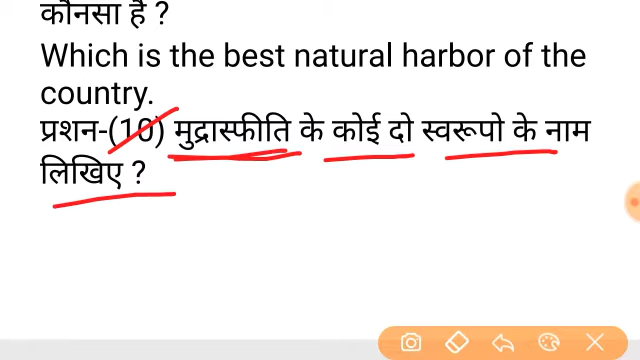 कौनसा है ?
Which is the best natural harbor of the
country.
प्रशन-(10) मुद्रास्फीति के कोई दो स्वरूपो के नाम
लिखिए ?